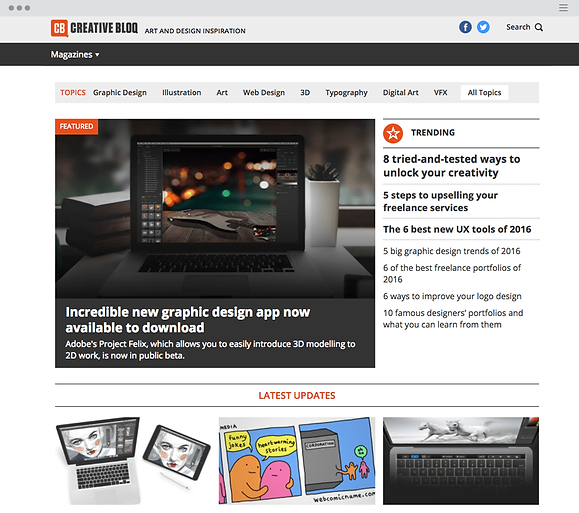 CB CREATIVE BLOQ ART AND DESIGN INSPIRATION
Search
Magazines
TOPICS Graphic Design Illustration Art Web Design 3D Typography Digital Art VFX All Topics
FEATURED
Incredible new graphic design app now
available to download
Adobe's Project Felix, which allows you to easily introduce 3D modelling to
2D work, is now in public beta.
TRENDING
8 tried-and-tested ways to
unlock your creativity
5 steps to upselling your
freelance services
The 6 best new UX tools of 2016
5 big graphic design trends of 2016
6 of the best freelance portfolios of
2016
6 ways to improve your logo design
10 famous designers' portfolios and
what you can learn from them
LATEST UPDATES
MEDIA
funny
jokes
heartwarming
stories
CORPORATION
webcomicname.com